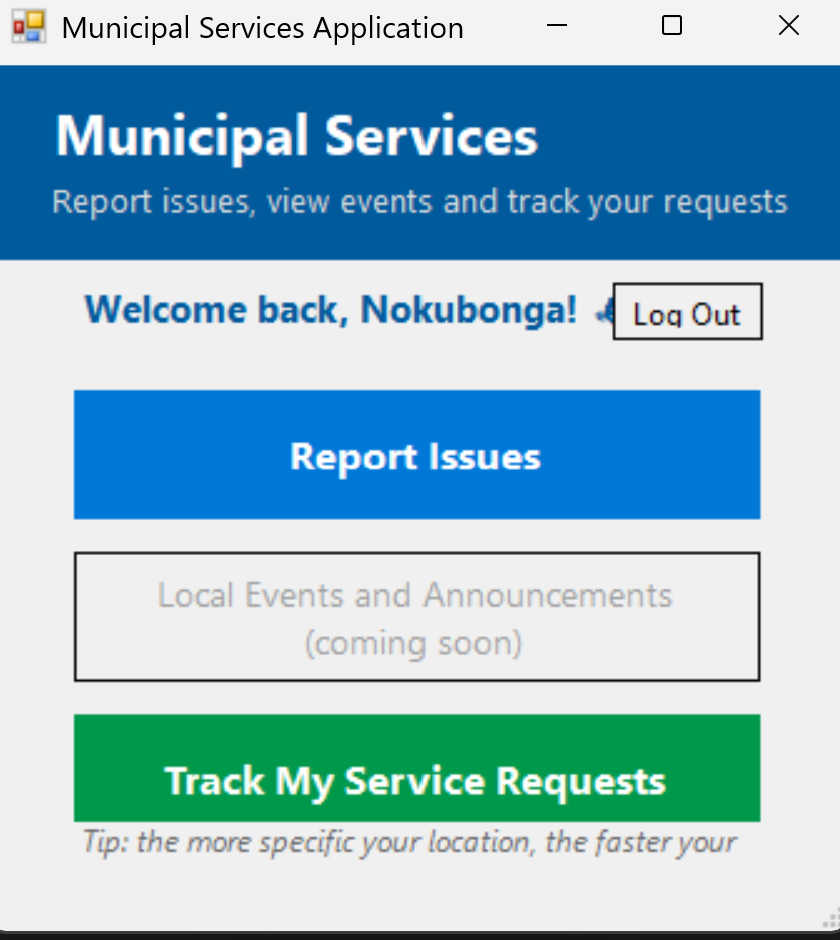 Municipal Services Application
Municipal Services
Report issues, view events and track your requests
Welcome back, Nokubonga!
Log Out
Report Issues
Local Events and Announcements
(coming soon)
Track My Service Requests
Tip: the more specific your location, the faster your